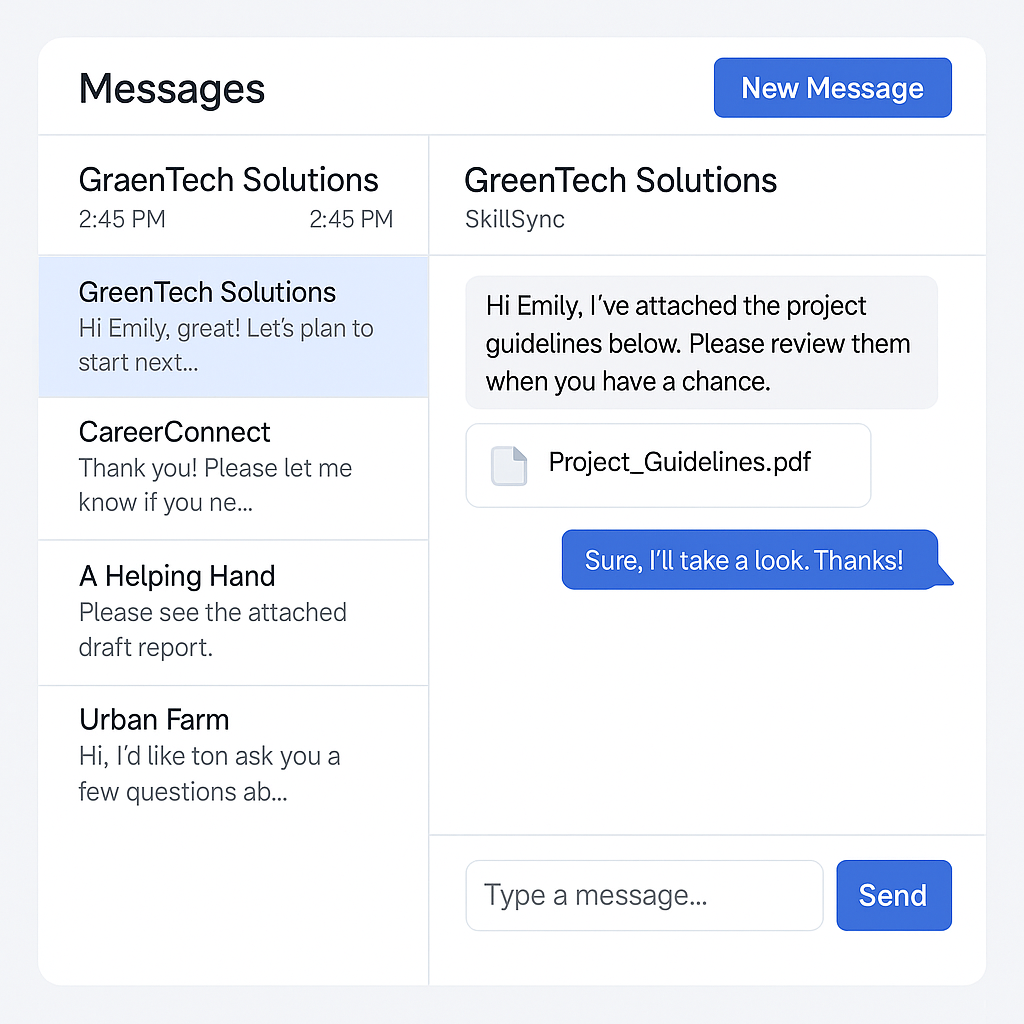 Messages
New Message
GraenTech Solutions
2:45 PM 2:45 PM
GreenTech Solutions
Hi Emily, great! Let's plan to
start next...
CareerConnect
Thank you! Please let me
know if you ne...
A Helping Hand
Please see the attached
draft report.
Urban Farm
Hi, I'd like ton ask you a
few questions ab...
GreenTech Solutions
SkillSync
Hi Emily, I've attached the project
guidelines below. Please review them
when you have a chance.
Project_Guidelines.pdf
Sure, I'll take a look. Thanks!
Type a message...
Send